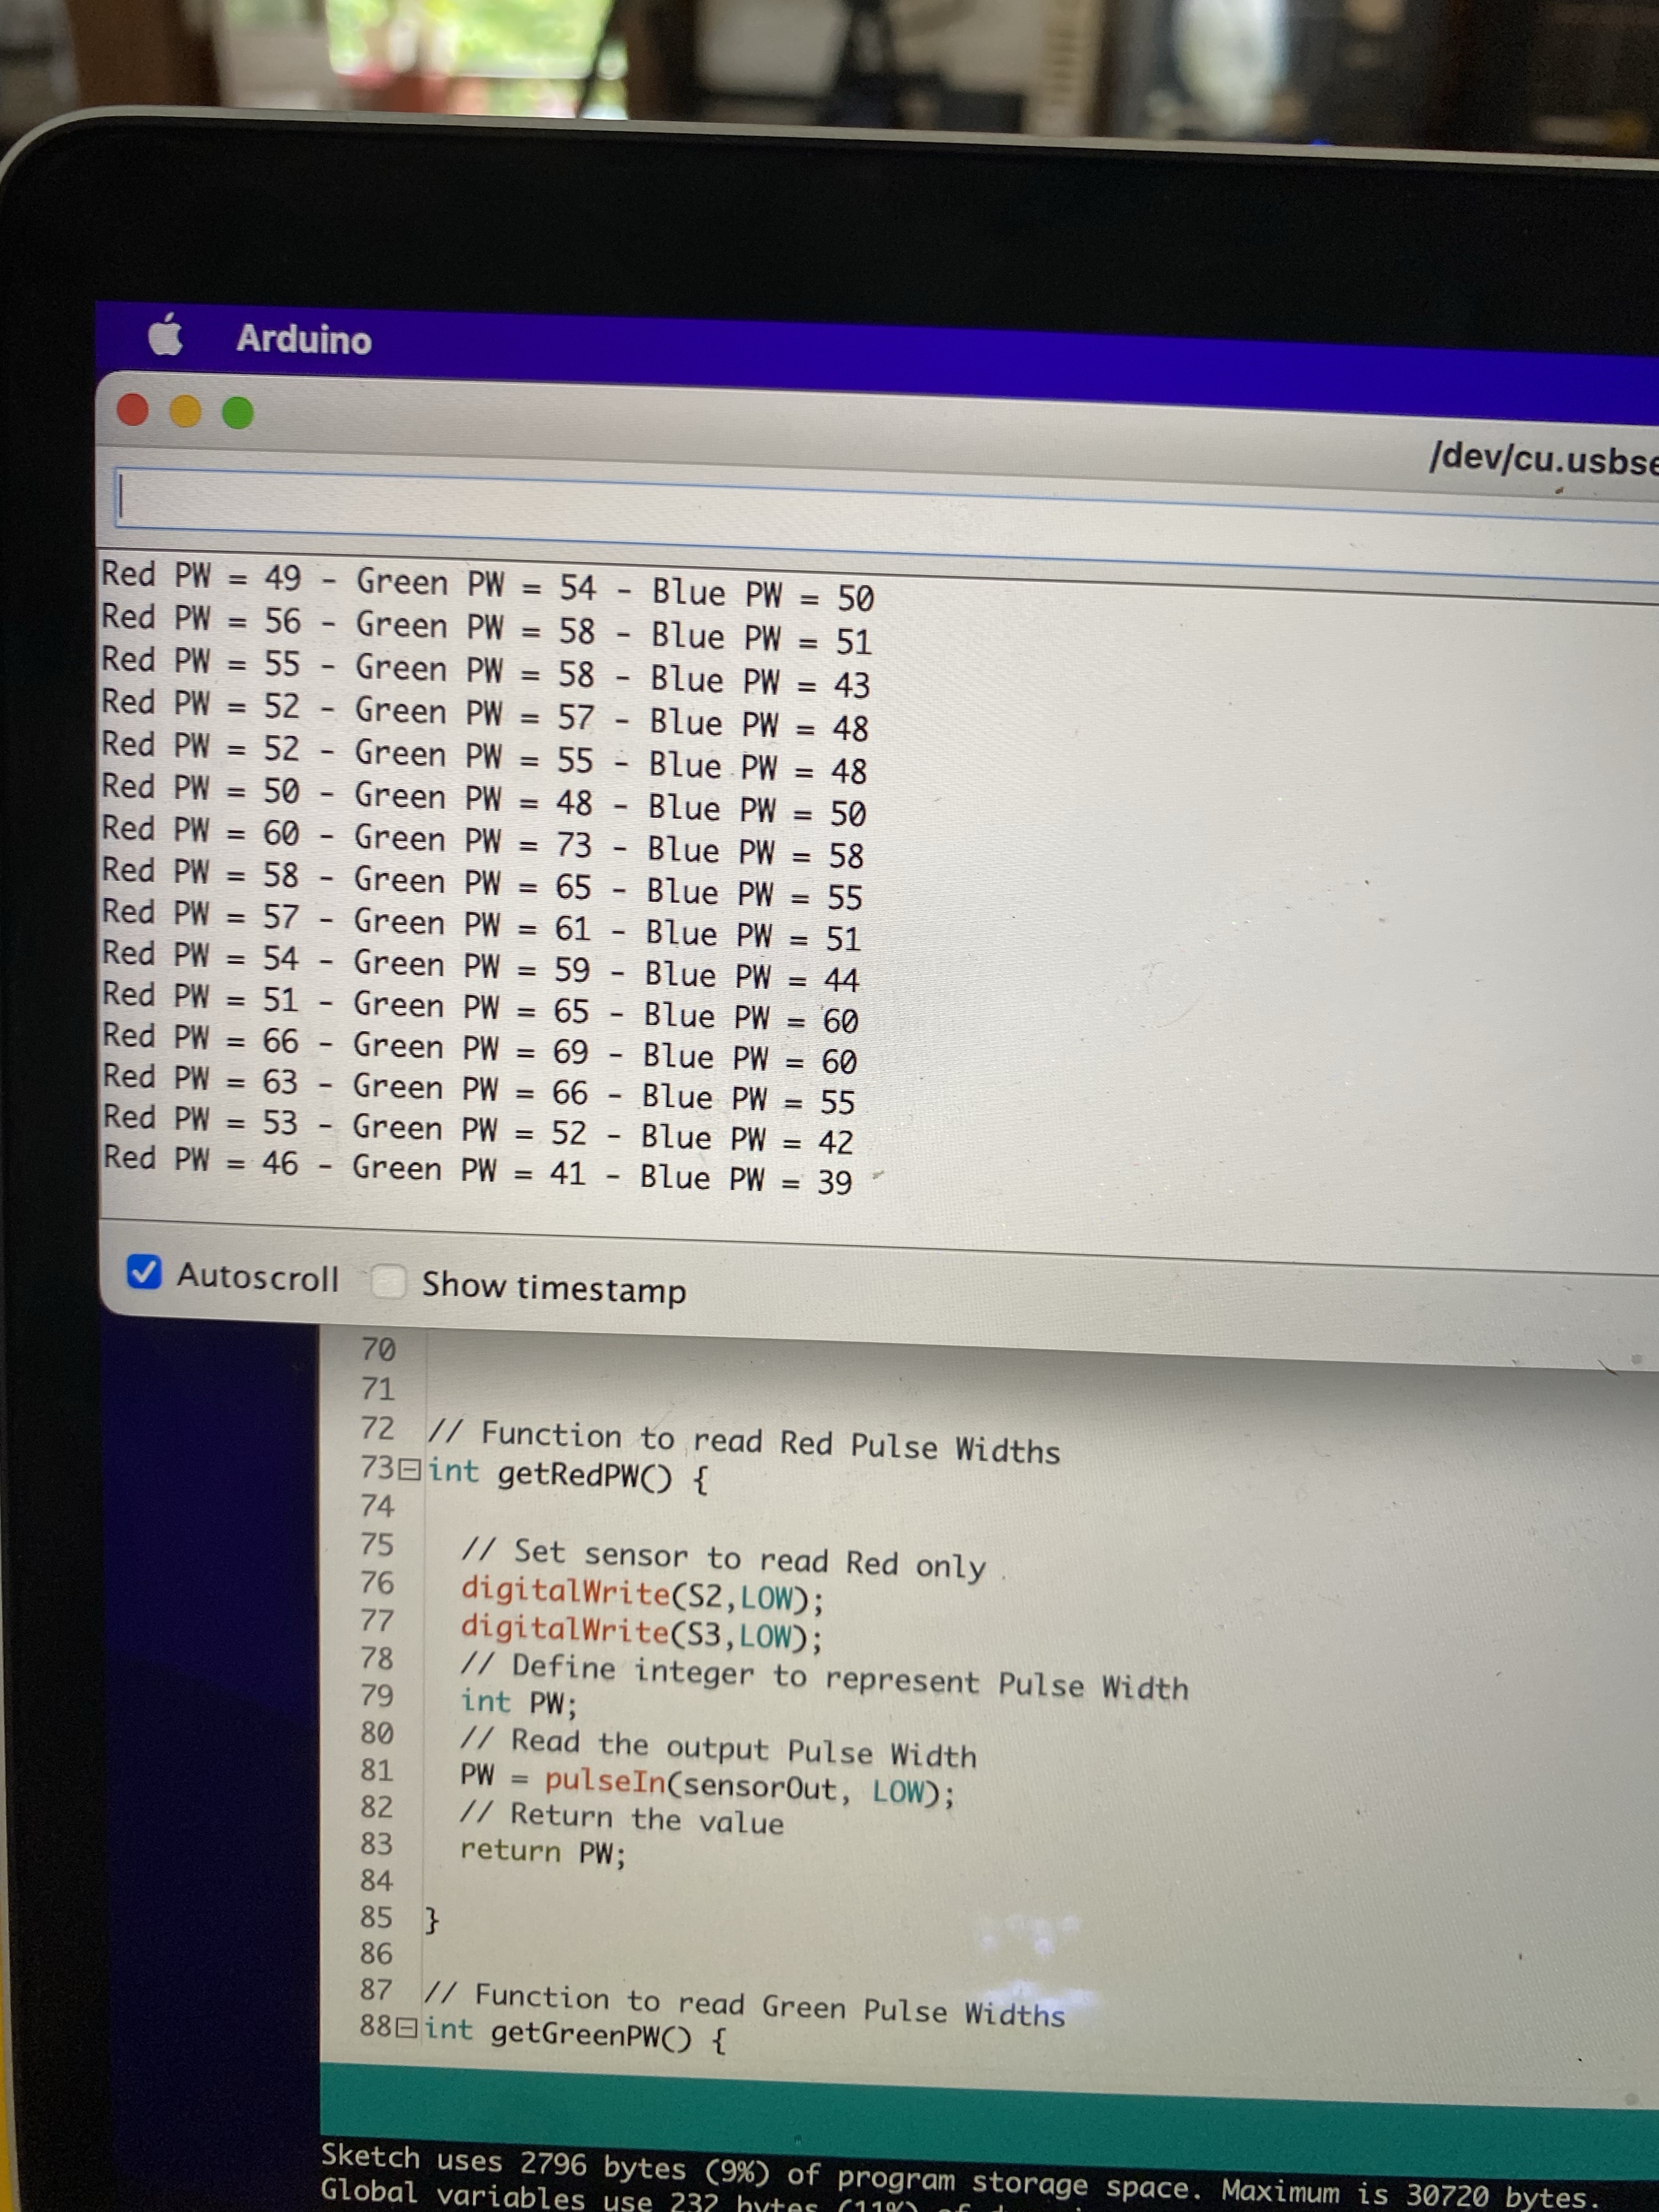 Arduino
/dev/cu.usbse
Red PW = 49 - Green PW = 54 - Blue PW = 50
Red PW = 56 - Green PW = 58 - Blue PW = 51
Red PW = 55 - Green PW = 58 - Blue PW = 43
Red PW = 52 - Green PW = 57 - Blue PW = 48
Red PW = 52 - Green PW = 55 - Blue PW = 48
Red PW = 50 - Green PW = 48 - Blue PW = 50
Red PW = 60 - Green PW = 73 - Blue PW = 58
Red PW = 58 - Green PW = 65 - Blue PW = 55
Red PW = 57 - Green PW = 61 - Blue PW = 51
Red PW = 54 - Green PW = 59 - Blue PW = 44
Red PW = 51 - Green PW = 65 - Blue PW = 60
Red PW = 66 - Green PW = 69 - Blue PW = 60
Red PW = 63 - Green PW = 66 - Blue PW = 55
Red PW = 53 - Green PW = 52 - Blue PW = 42
Red PW = 46 - Green PW = 41 - Blue PW = 39
Autoscroll Show timestamp
70
71
72 // Function to read Red Pulse Widths
73 int getRedPW() {
74
75 // Set sensor to read Red only
76 digitalWrite(S2,LOW);
77 digitalWrite(S3,LOW);
78 // Define integer to represent Pulse Width
79 int PW;
80 // Read the output Pulse Width
81 PW = pulseIn(sensorOut, LOW);
82 // Return the value
83 return PW;
84
85 }
86
87 // Function to read Green Pulse Widths
88 int getGreenPW() {
Sketch uses 2796 bytes (9%) of program storage space. Maximum is 30720 bytes.
Global variables use 232 bytes (11%) of